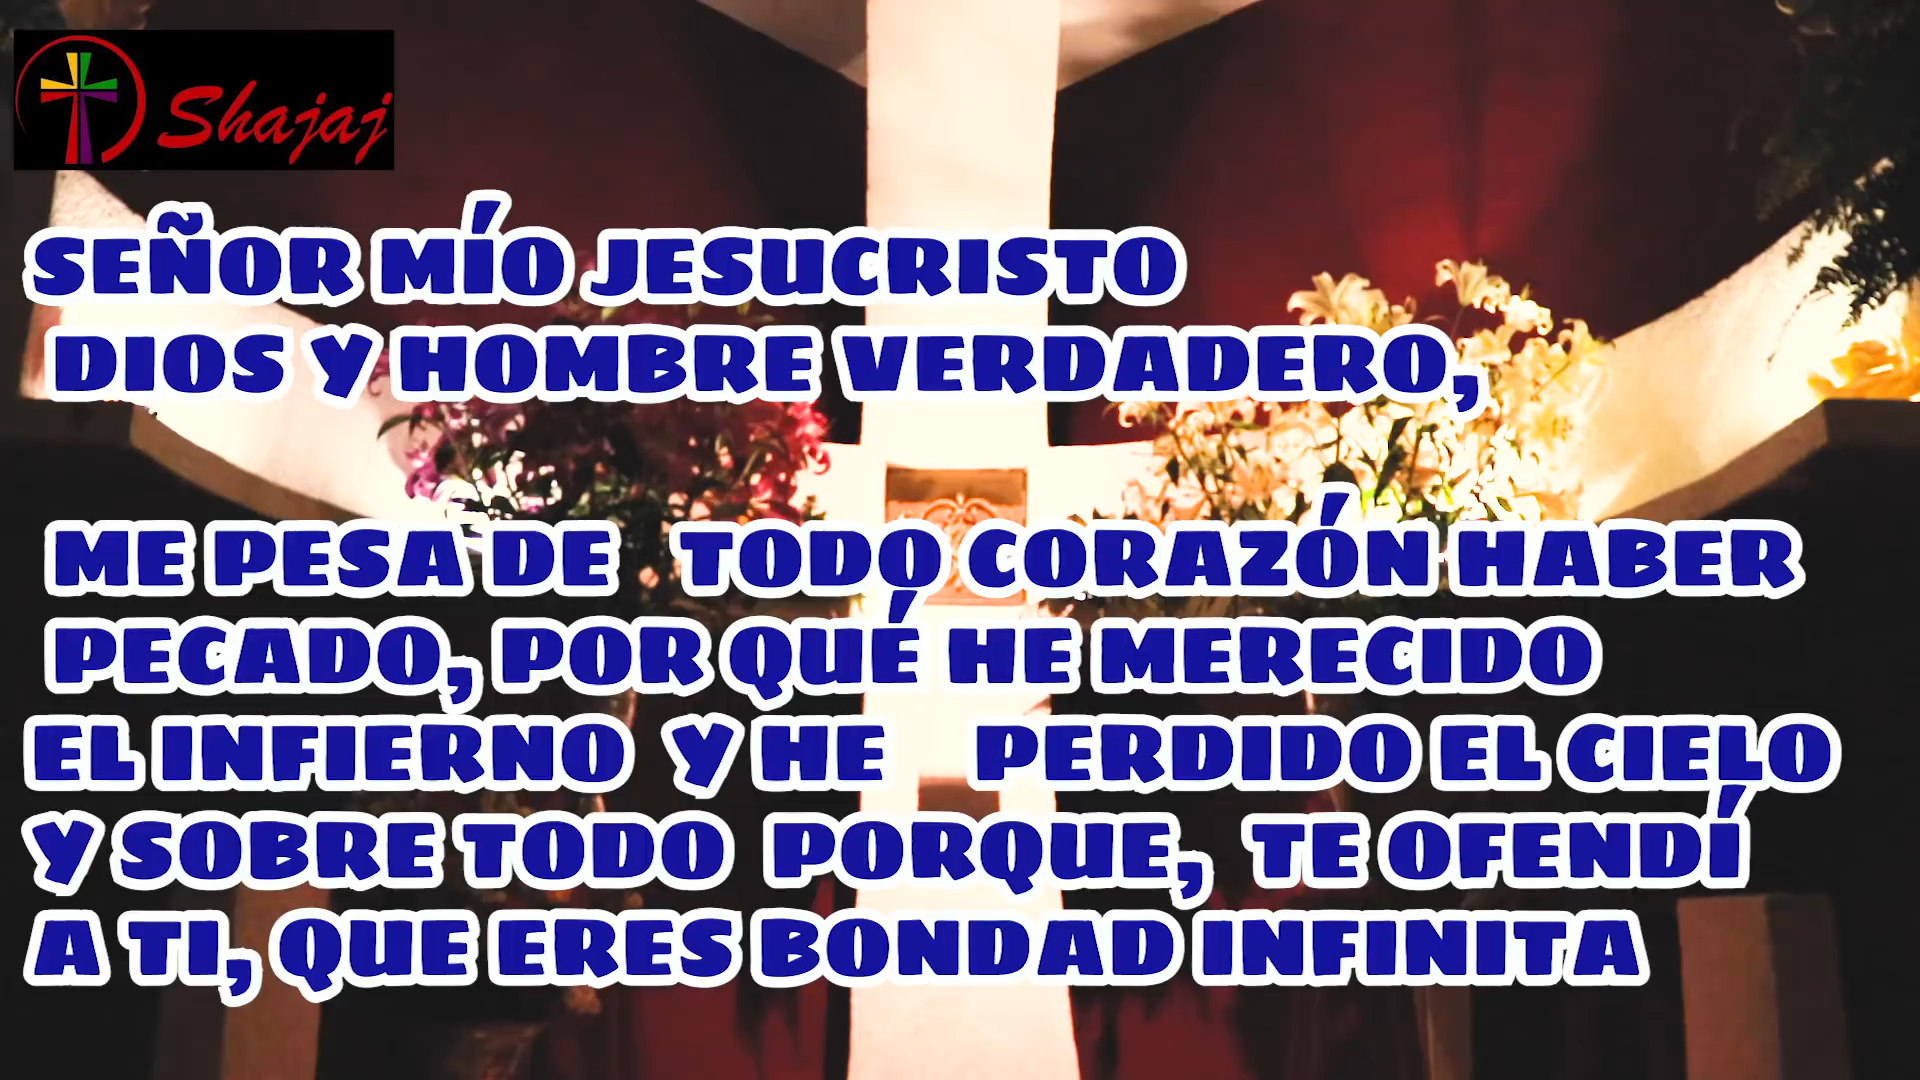 Shajaj
SEÑOR MÍO JESUCRISTO
DIOS Y HOMBRE VERDADERO,
ME PESA DE TODO CORAZÓN HABER
PECADO, POR QUÉ HE MERECIDO
EL INFIERNO Y HE PERDIDO EL CIELO
Y SOBRE TODO PORQUE, TE OFENDÍ
A TI, QUE ERES BONDAD INFINITA